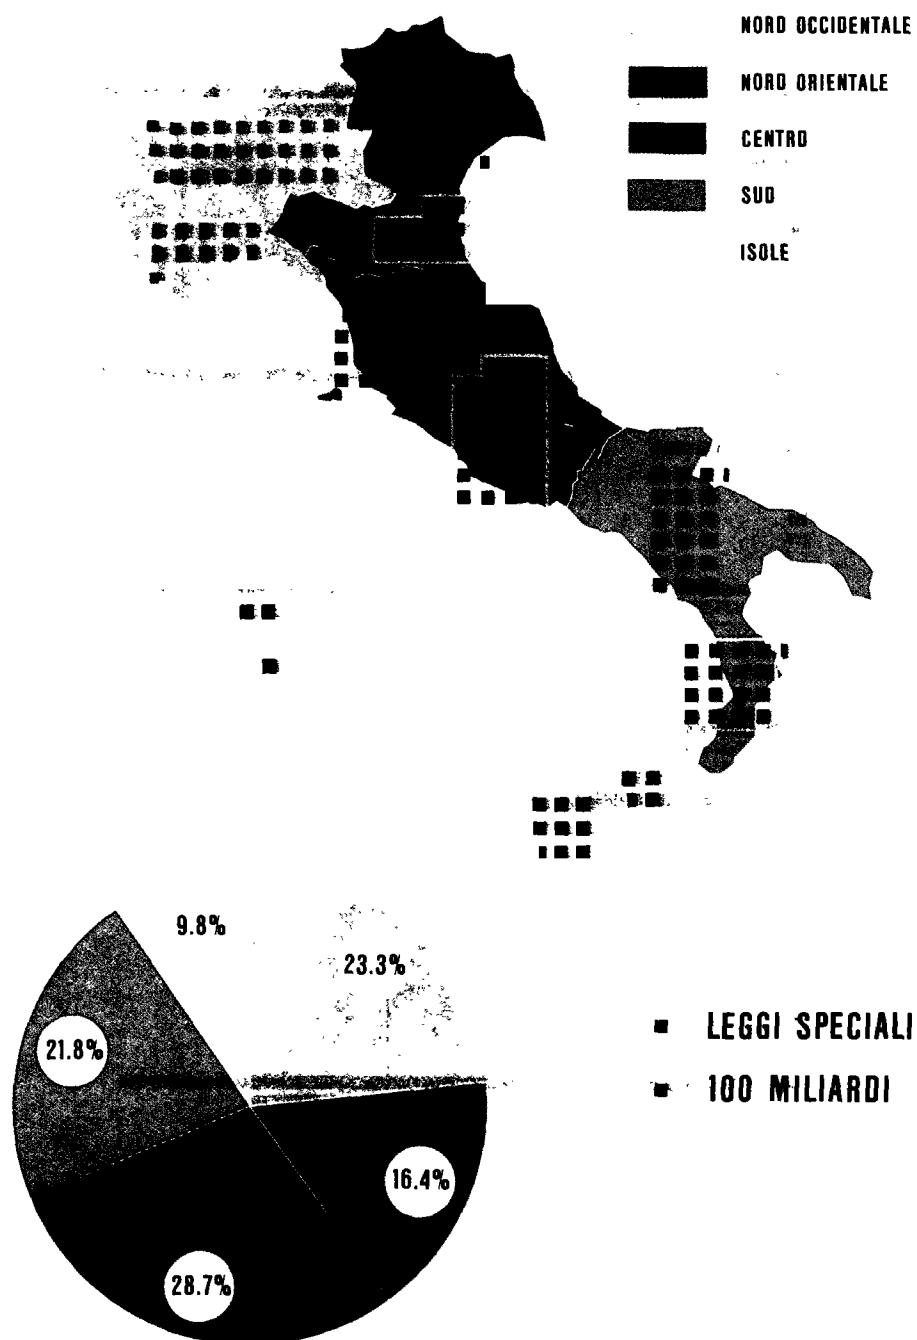 NORD OCCIDENTALE
NORD ORIENTALE
CENTRO
SUD
ISOLE
9.8%
23.3%
21.8%
16.4%
28.7%
LEGGI SPECIALI
100 MILIARDI